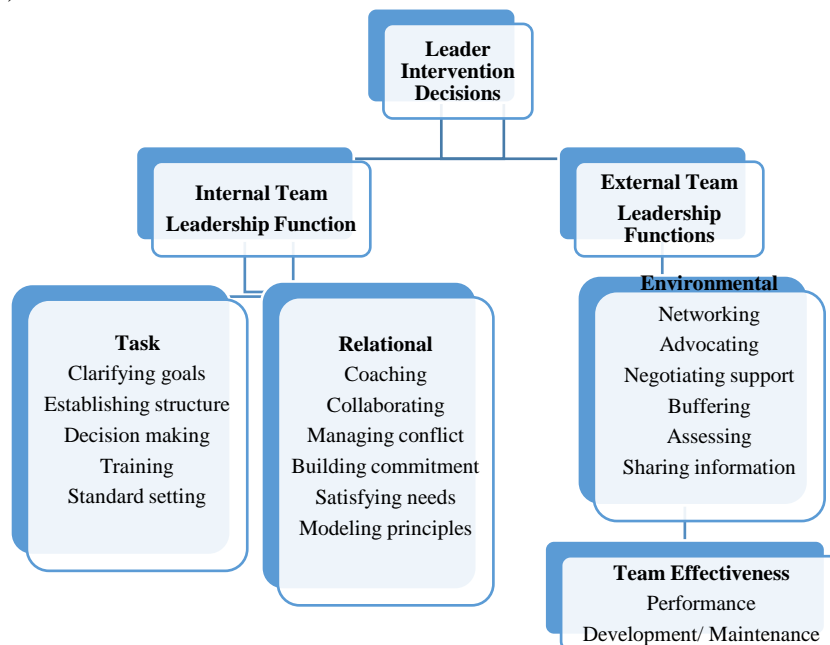 Leader
Intervention
Decisions
Internal Team
Leadership Function
External Team
Leadership
Functions
Task
Clarifying goals
Establishing structure
Decision making
Training
Standard setting
Relational
Coaching
Collaborating
Managing conflict
Building commitment
Satisfying needs
Modeling principles
Environmental
Networking
Advocating
Negotiating support
Buffering
Assessing
Sharing information
Team Effectiveness
Performance
Development/ Maintenance